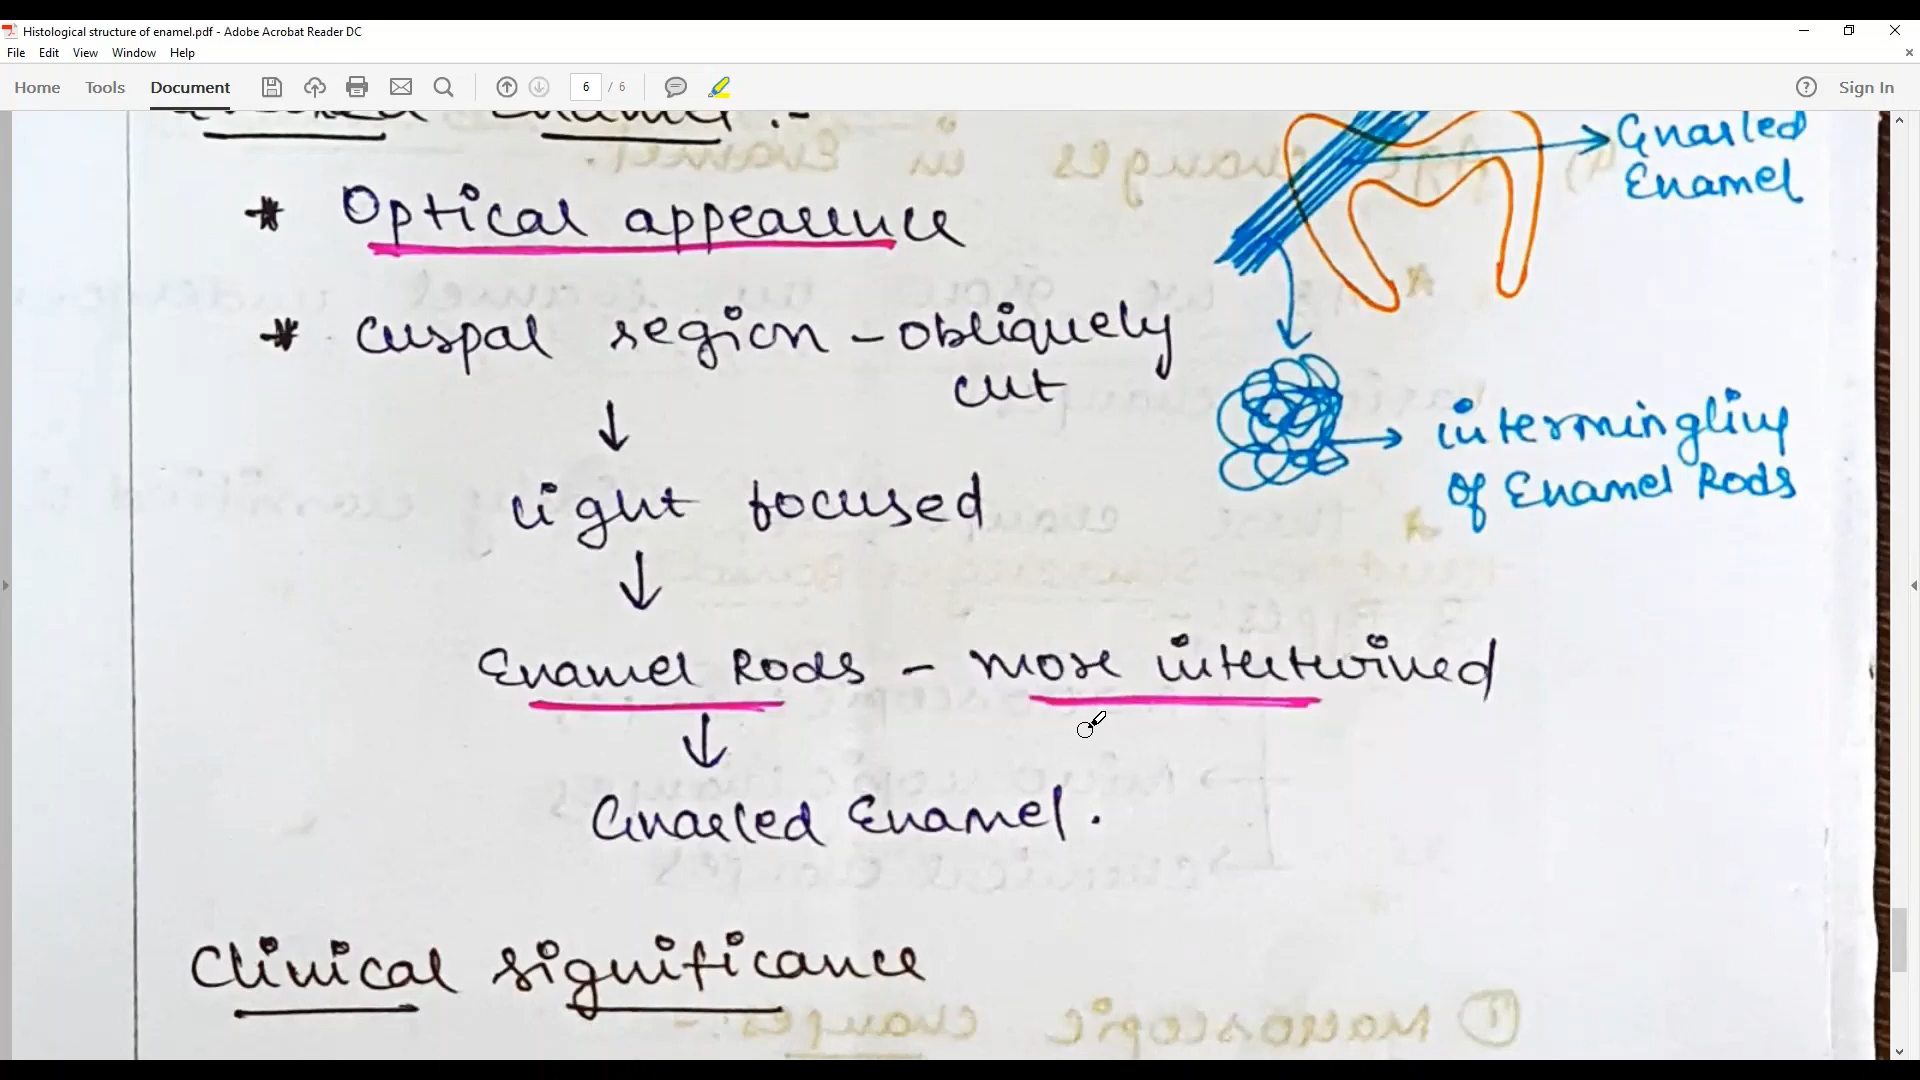 Histological structure of enamel.pdf - Adobe Acrobat Reader DC
File Edit View Window Help
Home Tools Document 6 / 6 Sign In
Enamel :-
* Optical appearence
* Cuspal region - obliquely
cut
↓
light focused
↓
Enamel Rods - more intertwined
↓
Gnarled Enamel.
Clinical significance
Gnarled
Enamel
intermingling
of Enamel Rods